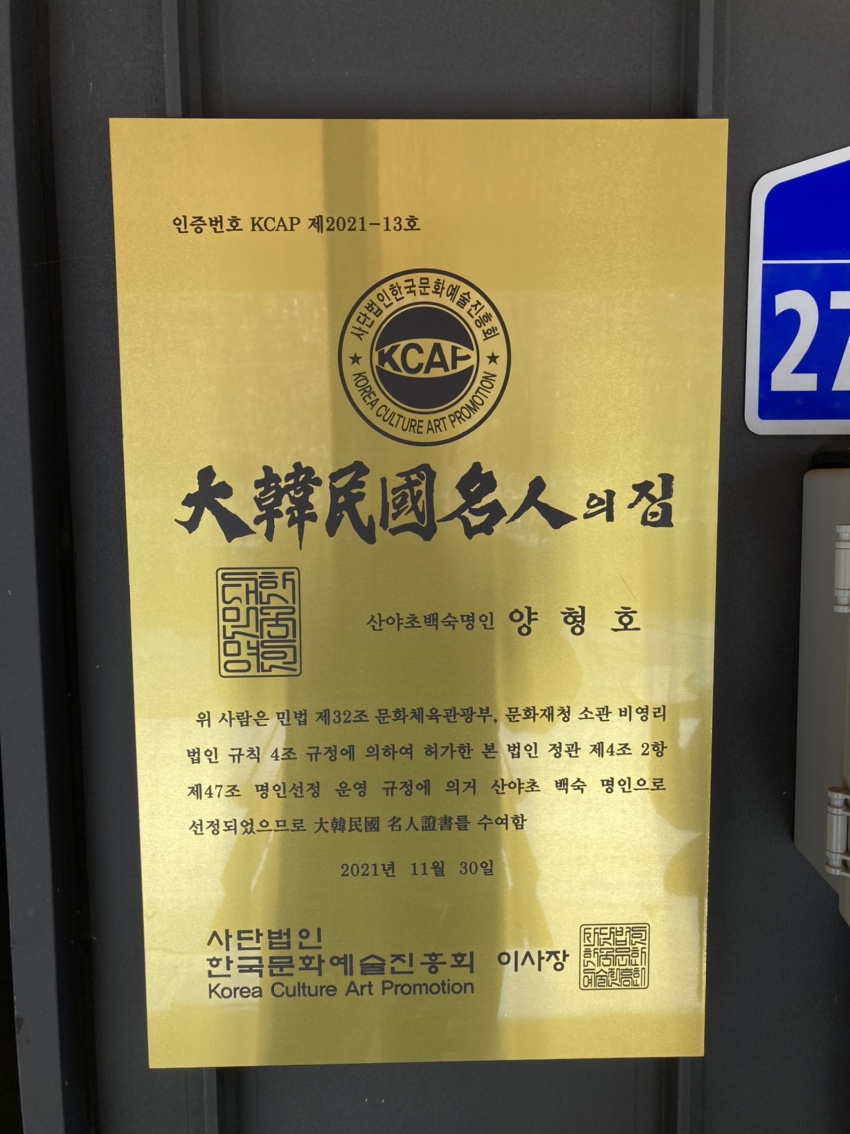 인증번호 KCAP 제2021-13호
사단법인한국문화예술진흥회
KCAP
KOREA CULTURE ART PROMOTION
大韓民國名人의집
산야초백숙명인 양형호
위 사람은 민법 제32조 문화체육관광부, 문화재청 소관 비영리
법인 규칙 4조 규정에 의하여 허가한 본 법인 정관 제4조 2항
제47조 명인선정 운영 규정에 의거 산야초 백숙 명인으로
선정되었으므로 大韓民國 名人證書를 수여함
2021년 11월 30일
사단법인
한국문화예술진흥회 이사장
Korea Culture Art Promotion
27